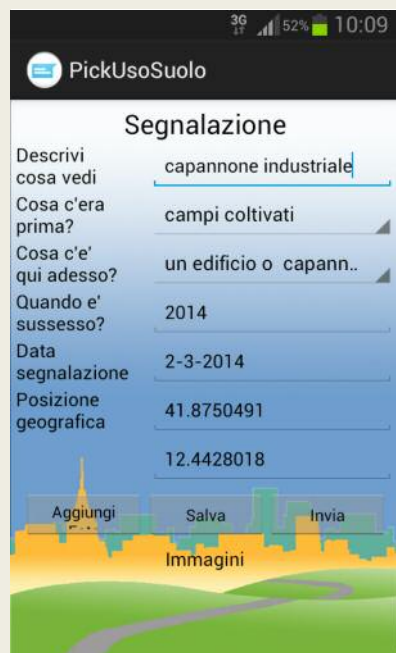 3G 52% 10:09
PickUsoSuolo
Segnalazione
Descrivi
cosa vedi
capannone industriale
Cosa c'era
prima?
campi coltivati
Cosa c'e'
qui adesso?
un edificio o capann..
Quando e'
sussesso?
2014
Data
segnalazione
2-3-2014
Posizione
geografica
41.8750491
12.4428018
Aggiungi
Salva
Invia
Immagini